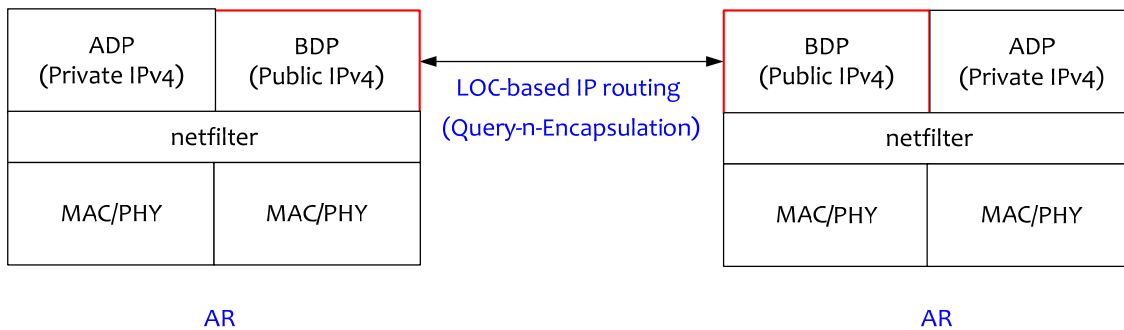 ADP
(Private IPv4)
BDP
(Public IPv4)
netfilter
MAC/PHY
MAC/PHY
AR
LOC-based IP routing
(Query-n-Encapsulation)
BDP
(Public IPv4)
ADP
(Private IPv4)
netfilter
MAC/PHY
MAC/PHY
AR